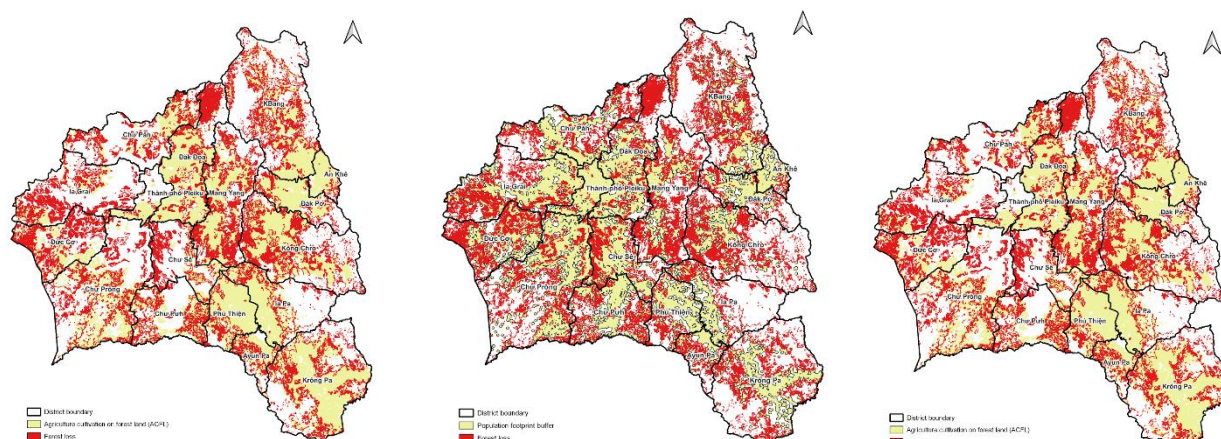 KBang
Chư Păh
Đăk Đoa
An Khê
Ia Grai
Thành phố Pleiku
Mang Yang
Đăk Pơ
Đức Cơ
Kông Chro
Chư Sê
Chư Prông
Ia Pa
Chư Pưh
Phú Thiện
Ayun Pa
Krông Pa
District boundary
Agriculture cultivation on forest land (ACFL)
Forest loss
KBang
Chư Păh
Đăk Đoa
An Khê
Ia Grai
Thành phố Pleiku
Mang Yang
Đăk Pơ
Đức Cơ
Kông Chro
Chư Sê
Chư Prông
Ia Pa
Chư Pưh
Phú Thiện
Ayun Pa
Krông Pa
District boundary
Population footprint buffer
Forest loss
KBang
Chư Păh
Đăk Đoa
An Khê
Ia Grai
Thành phố Pleiku
Mang Yang
Đăk Pơ
Đức Cơ
Kông Chro
Chư Sê
Chư Prông
Ia Pa
Chư Pưh
Phú Thiện
Ayun Pa
Krông Pa
District boundary
Agriculture cultivation on forest land (ACFL)